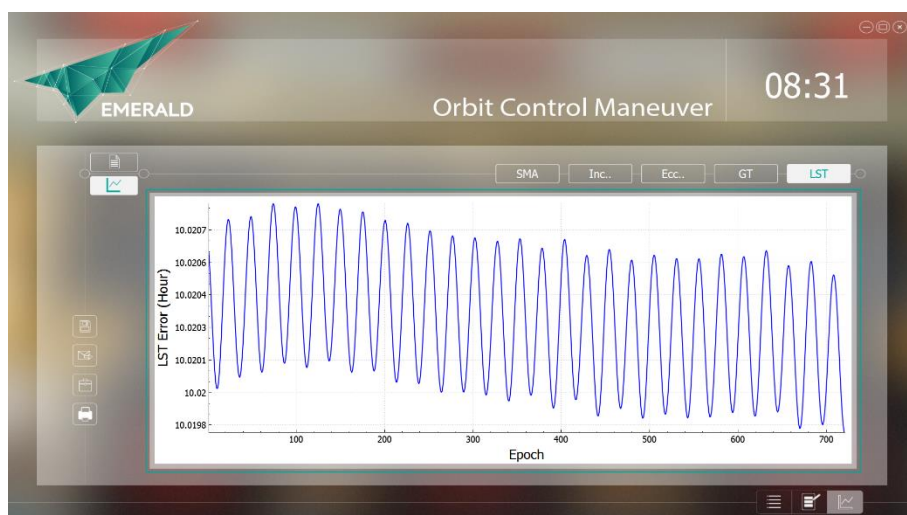 EMERALD
Orbit Control Maneuver
08:31
SMA
Inc..
Ecc..
GT
LST
LST Error (Hour)
10.0207
10.0206
10.0204
10.0203
10.0201
10.02
10.0198
100
200
300
400
500
600
700
Epoch